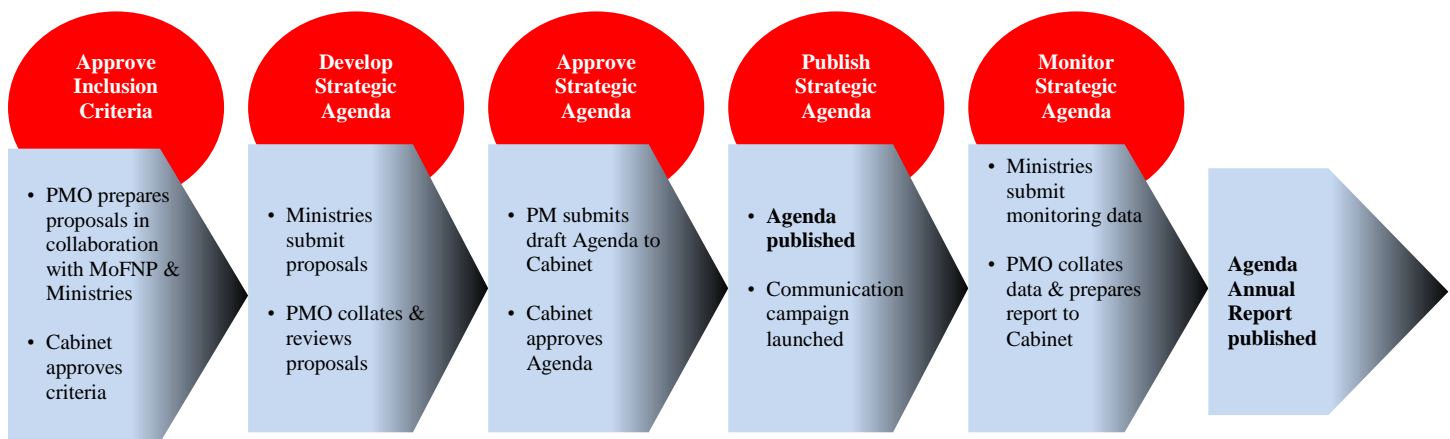 Approve
Inclusion
Criteria
• PMO prepares
proposals in
collaboration
with MoFNP &
Ministries
• Cabinet
approves
criteria
Develop
Strategic
Agenda
• Ministries
submit
proposals
• PMO collates &
reviews
proposals
Approve
Strategic
Agenda
• PM submits
draft Agenda to
Cabinet
• Cabinet
approves
Agenda
Publish
Strategic
Agenda
• Agenda
published
• Communication
campaign
launched
Monitor
Strategic
Agenda
• Ministries
submit
monitoring data
• PMO collates
data & prepares
report to
Cabinet
Agenda
Annual
Report
published